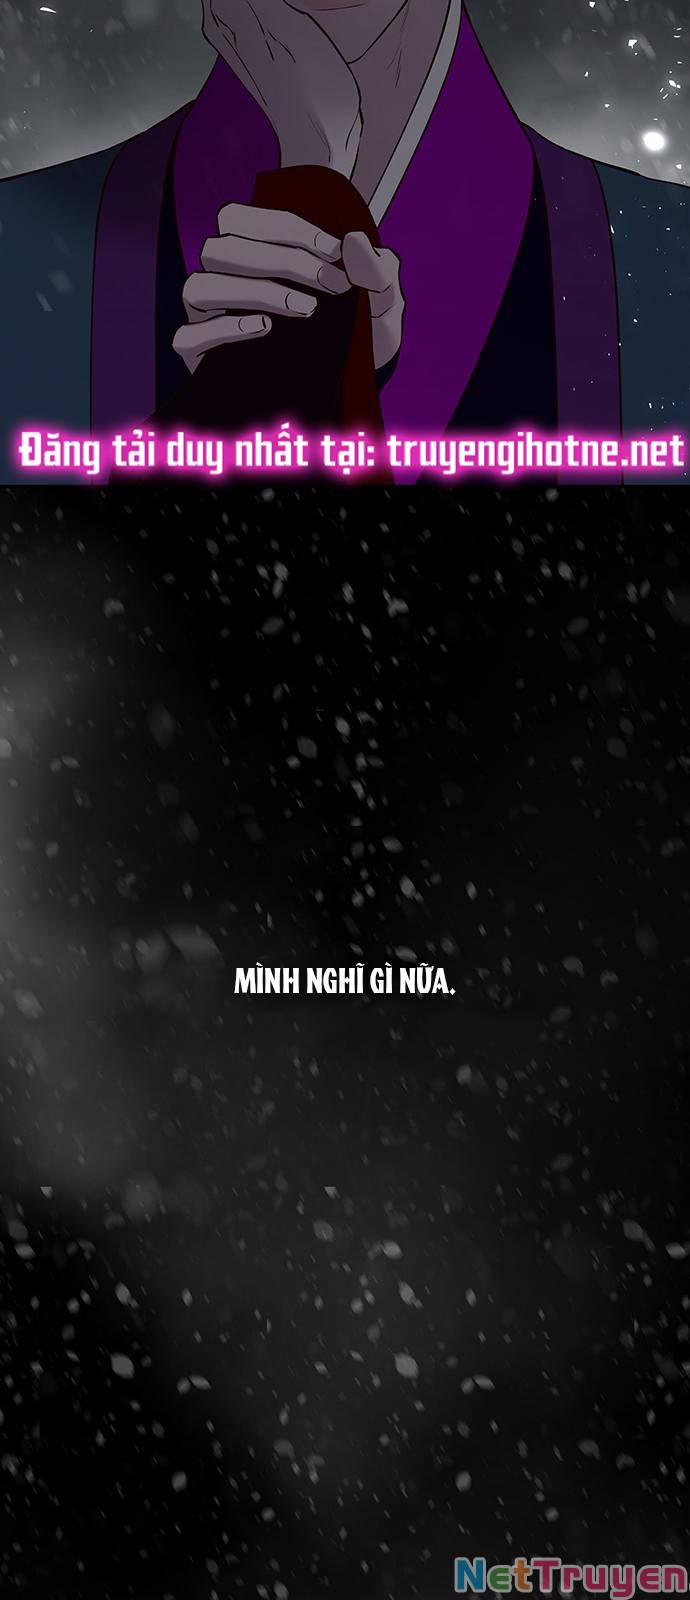 Đăng tải duy nhất tại: truyengihotne.net
MÌNH NGHĨ GÌ NỮA.
NetTruyen